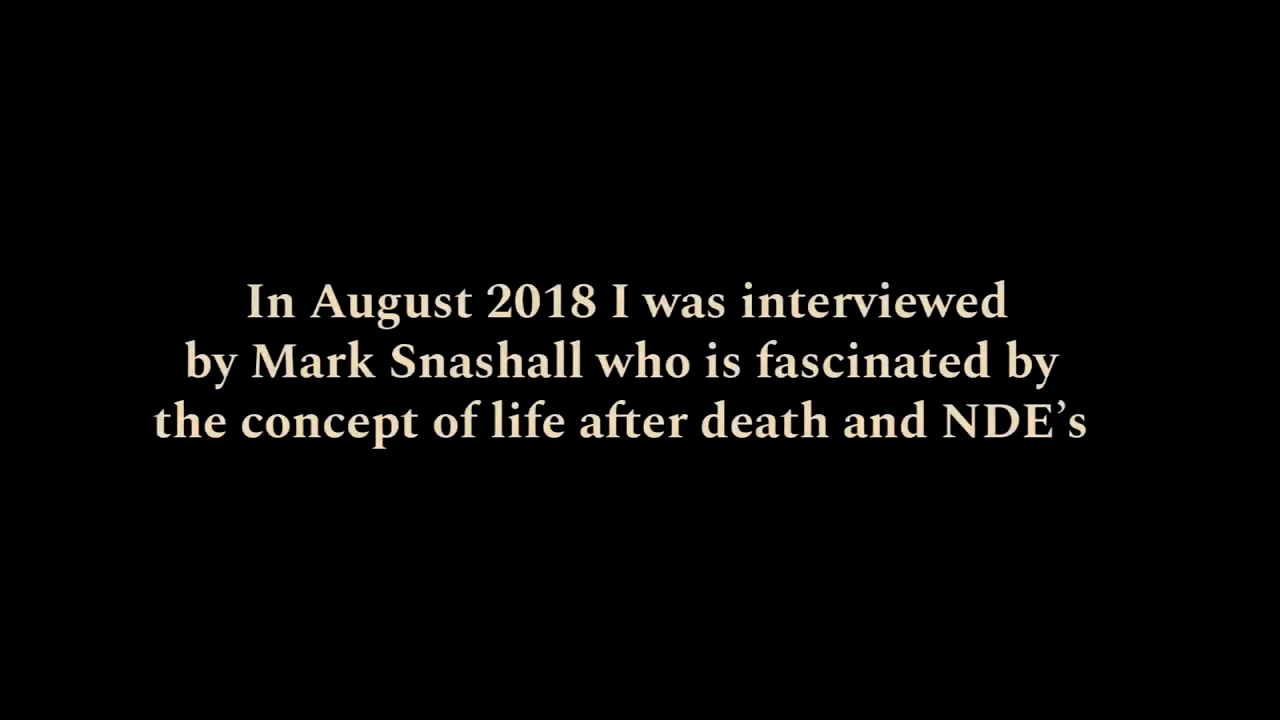 In August 2018 I was interviewed
by Mark Snashall who is fascinated by
the concept of life after death and NDE’s